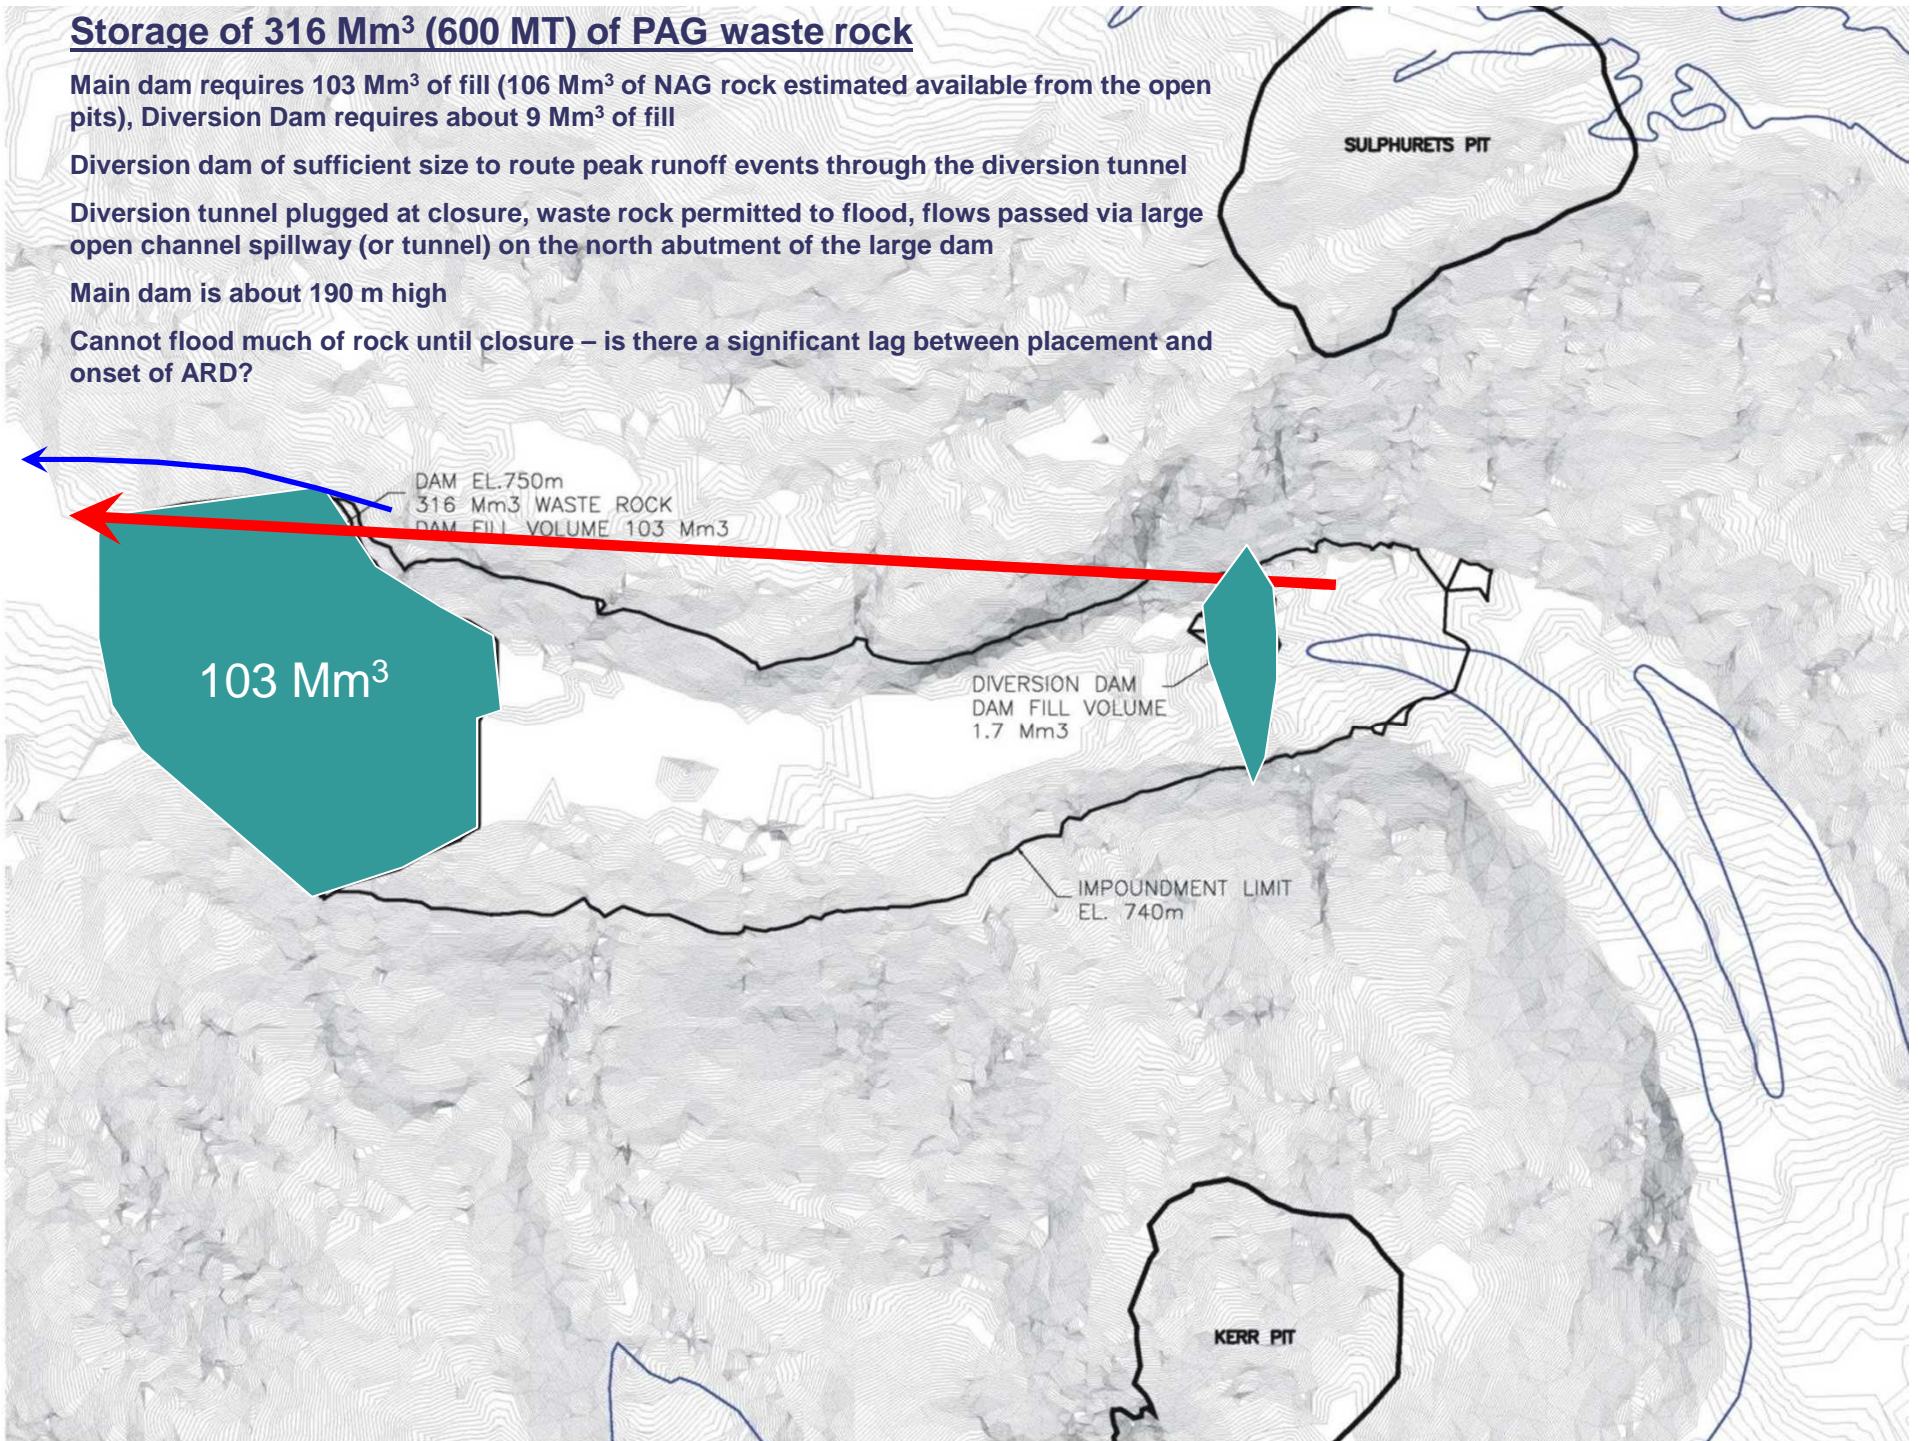 Storage of 316 Mm³ (600 MT) of PAG waste rock
Main dam requires 103 Mm³ of fill (106 Mm³ of NAG rock estimated available from the open
pits), Diversion Dam requires about 9 Mm³ of fill
Diversion dam of sufficient size to route peak runoff events through the diversion tunnel
Diversion tunnel plugged at closure, waste rock permitted to flood, flows passed via large
open channel spillway (or tunnel) on the north abutment of the large dam
Main dam is about 190 m high
Cannot flood much of rock until closure – is there a significant lag between placement and
onset of ARD?
SULPHURETS PIT
DAM EL.750m
316 Mm3 WASTE ROCK
DAM FILL VOLUME 103 Mm3
103 Mm³
DIVERSION DAM
DAM FILL VOLUME
1.7 Mm3
IMPOUNDMENT LIMIT
EL. 740m
KERR PIT